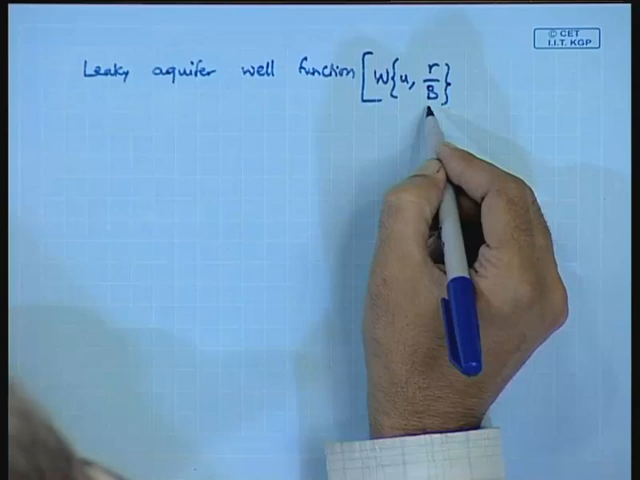 © CET
I.I.T. KGP
Leaky aquifer well function [W{u, r/B}